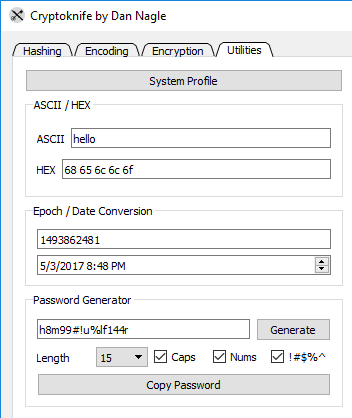 Cryptoknife by Dan Nagle
Hashing Encoding Encryption Utilities
System Profile
ASCII / HEX
ASCII hello
HEX 68 65 6c 6c 6f
Epoch / Date Conversion
1493862481
5/3/2017 8:48 PM
Password Generator
h8m99#!u%lf144r Generate
Length 15 Caps Nums !#$%^
Copy Password